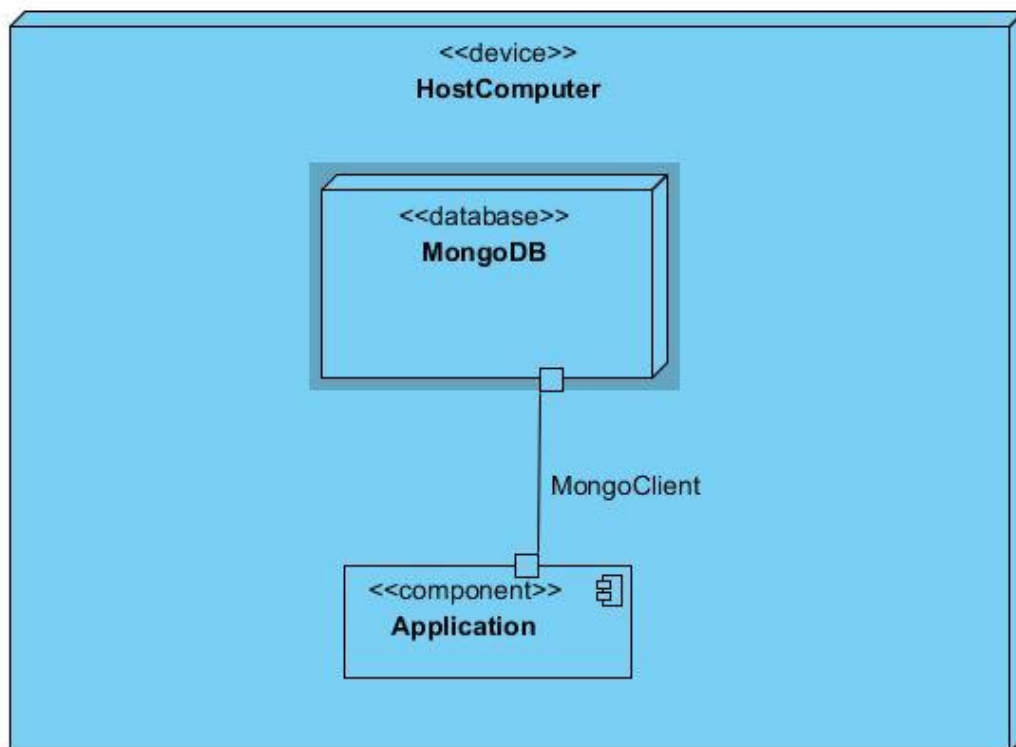 <<device>>
HostComputer
<<database>>
MongoDB
MongoClient
<<component>>
Application